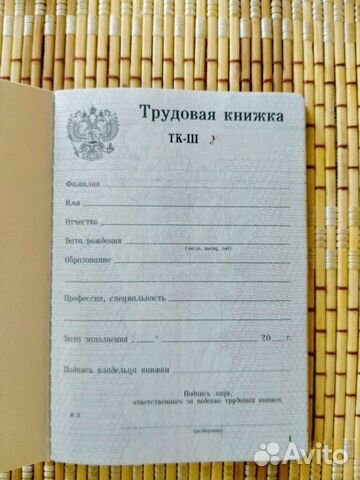 Трудовая книжка
ТК-III
Фамилия
Имя
Отчество
Дата рождения
(число, месяц, год)
Образование
Профессия, специальность
Дата заполнения " 20 г.
Подпись владельца книжки
Подпись лица,
ответственного за ведение трудовых книжек
М.П.
(разборчиво)
1
Avito